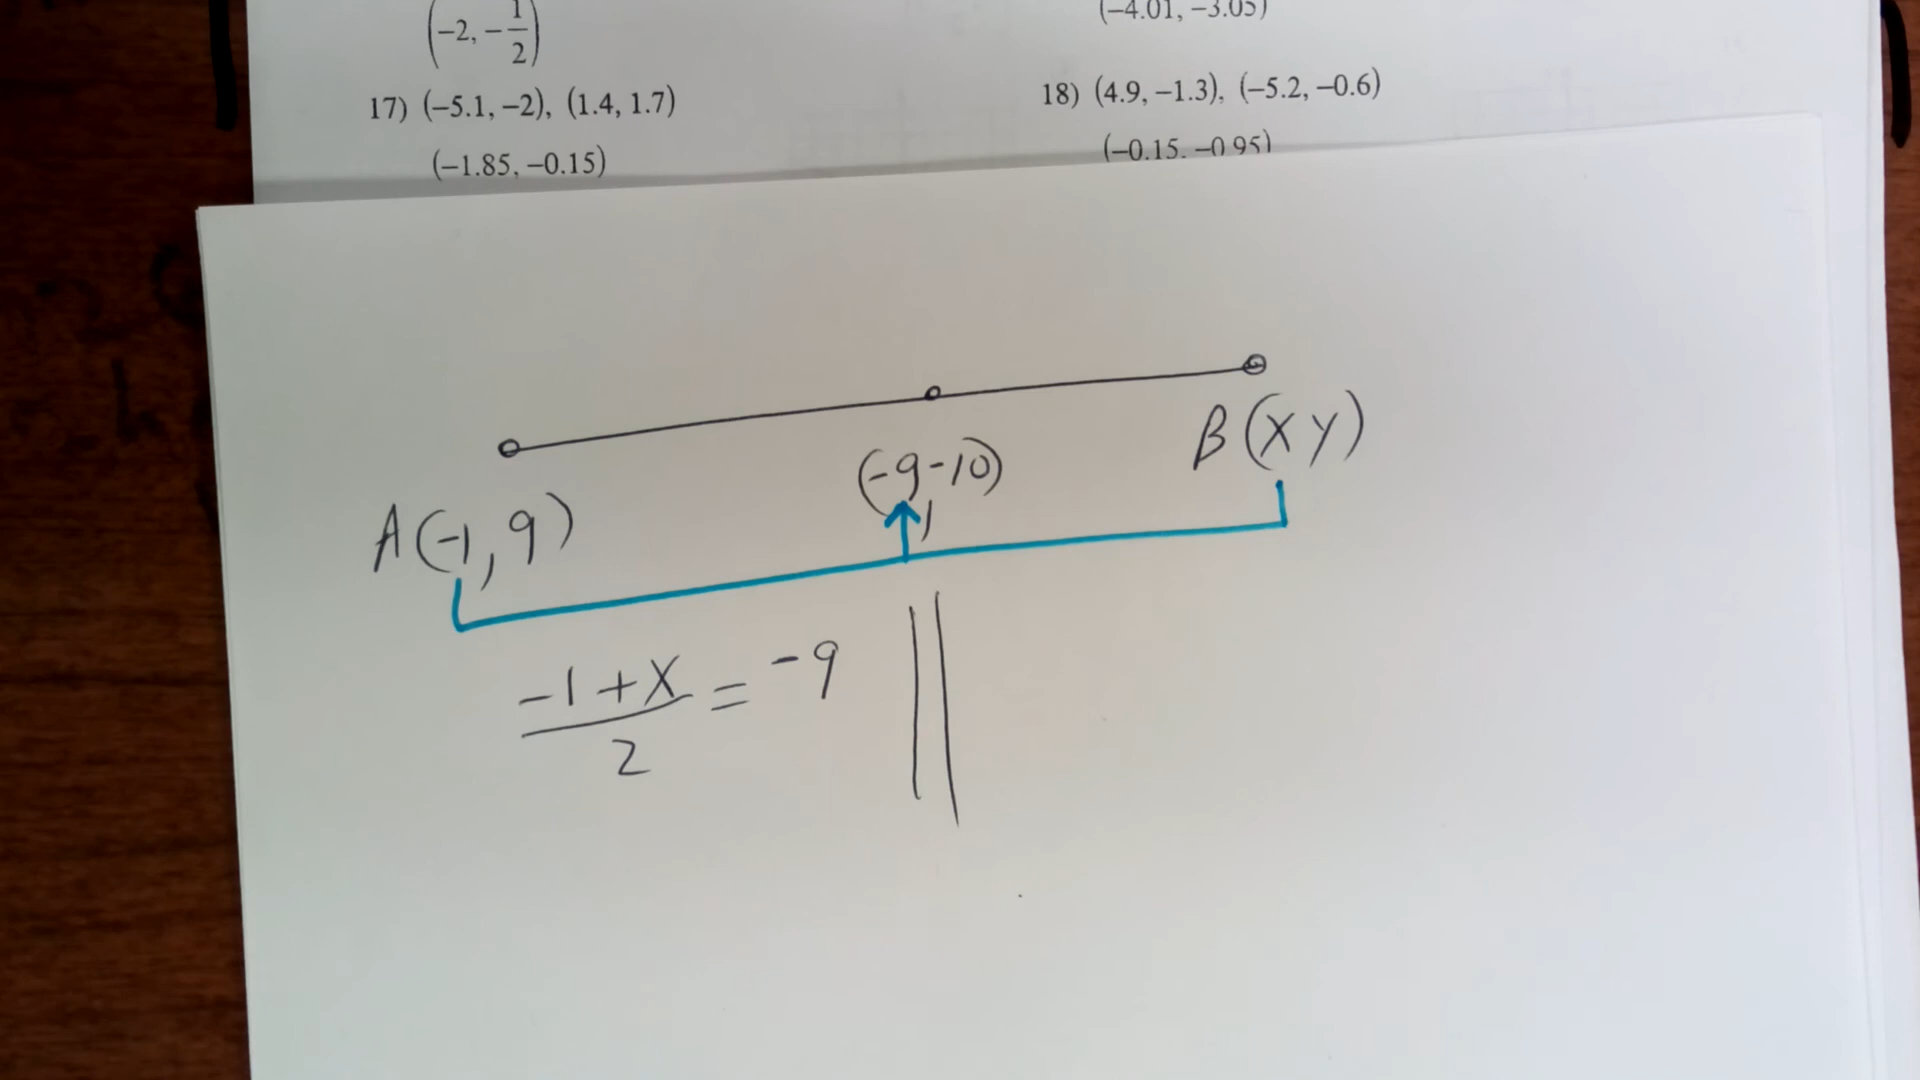 (−2, −1/2)
(−4.01, −3.05)
17) (−5.1, −2), (1.4, 1.7)
18) (4.9, −1.3), (−5.2, −0.6)
(−1.85, −0.15)
(−0.15, −0.95)
A(-1, 9)
(-9, -10)
B(X Y)
(-1+X)/2 = -9